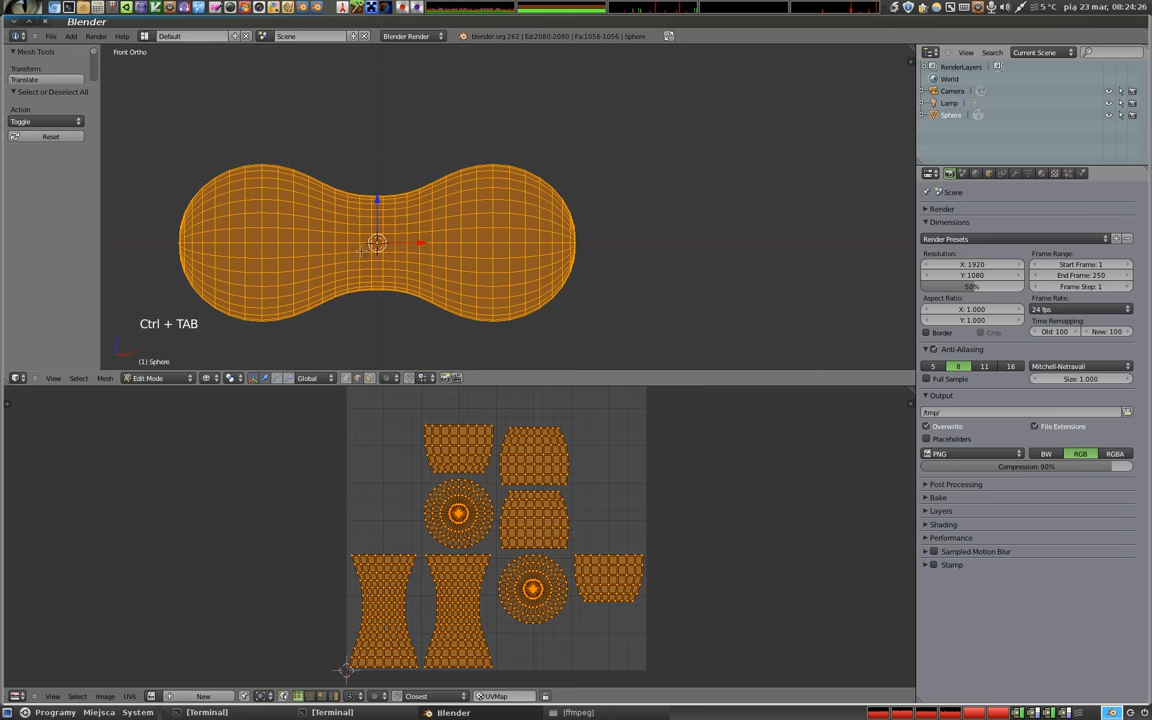 5 °C pią 23 mar, 08:24:26
Blender
File Add Render Help Default Scene Blender Render blender.org 262 | Ed:2080-2080 | Fa:1056-1056 | Sphere
Mesh Tools
Transform:
Translate
Select or Deselect All
Action
Toggle
Reset
Front Ortho
Ctrl + TAB
(1) Sphere
View Select Mesh Edit Mode Global
View Select Image UVs New Closest UVMap
View Search Current Scene
RenderLayers
World
Camera
Lamp
Sphere
Scene
Render
Dimensions
Render Presets
Resolution: Frame Range:
X: 1920 Start Frame: 1
Y: 1080 End Frame: 250
50% Frame Step: 1
Aspect Ratio: Frame Rate:
X: 1.000 24 fps
Y: 1.000 Time Remapping:
Border Crop Old: 100 New: 100
Anti-Aliasing
5 8 11 16 Mitchell-Netravali
Full Sample Size: 1.000
Output
/tmp/
Overwrite File Extensions
Placeholders
PNG BW RGB RGBA
Compression: 90%
Post Processing
Bake
Layers
Shading
Performance
Sampled Motion Blur
Stamp
Programy Miejsca System [Terminal] [Terminal] Blender [ffmpeg]